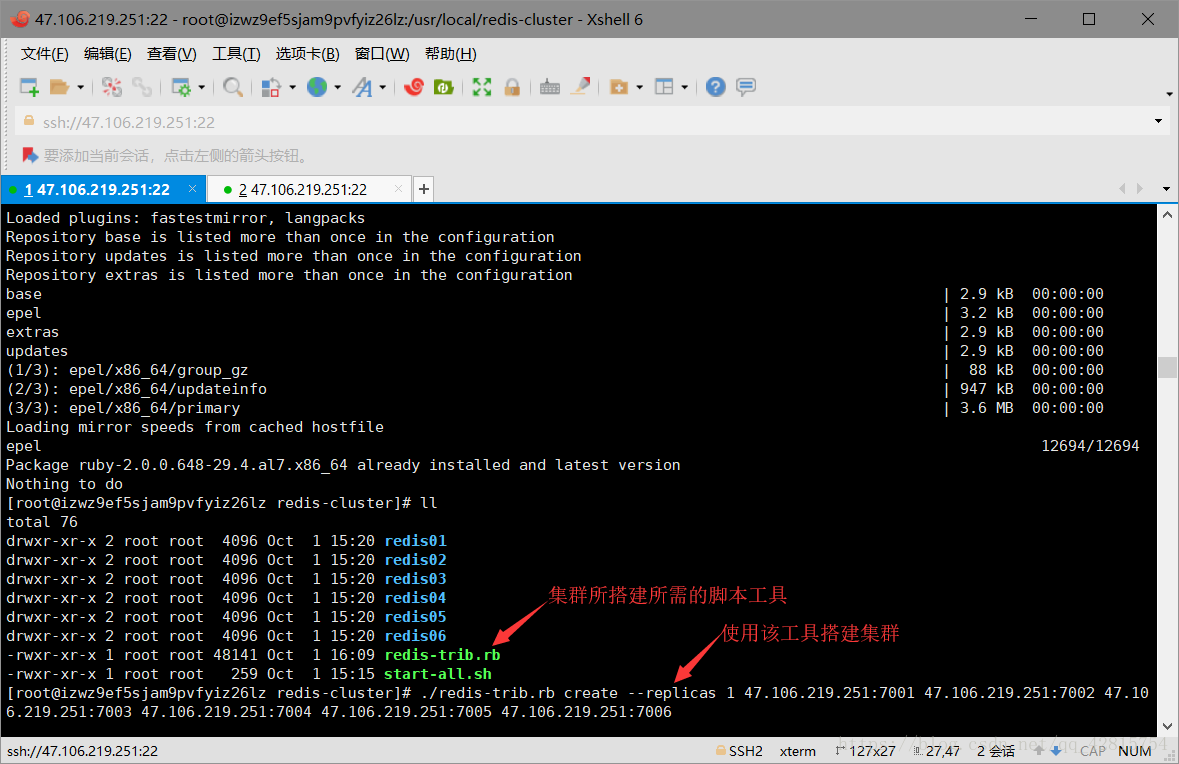 47.106.219.251:22 - root@izwz9ef5sjam9pvfyiz26lz:/usr/local/redis-cluster - Xshell 6
文件(F) 编辑(E) 查看(V) 工具(T) 选项卡(B) 窗口(W) 帮助(H)
ssh://47.106.219.251:22
要添加当前会话，点击左侧的箭头按钮。
1 47.106.219.251:22 × 2 47.106.219.251:22 × +
Loaded plugins: fastestmirror, langpacks
Repository base is listed more than once in the configuration
Repository updates is listed more than once in the configuration
Repository extras is listed more than once in the configuration
base | 2.9 kB 00:00:00
epel | 3.2 kB 00:00:00
extras | 2.9 kB 00:00:00
updates | 2.9 kB 00:00:00
(1/3): epel/x86_64/group_gz | 88 kB 00:00:00
(2/3): epel/x86_64/updateinfo | 947 kB 00:00:00
(3/3): epel/x86_64/primary | 3.6 MB 00:00:00
Loading mirror speeds from cached hostfile
epel 12694/12694
Package ruby-2.0.0.648-29.4.al7.x86_64 already installed and latest version
Nothing to do
[root@izwz9ef5sjam9pvfyiz26lz redis-cluster]# ll
total 76
drwxr-xr-x 2 root root 4096 Oct 1 15:20 redis01
drwxr-xr-x 2 root root 4096 Oct 1 15:20 redis02
drwxr-xr-x 2 root root 4096 Oct 1 15:20 redis03
drwxr-xr-x 2 root root 4096 Oct 1 15:20 redis04
drwxr-xr-x 2 root root 4096 Oct 1 15:20 redis05
drwxr-xr-x 2 root root 4096 Oct 1 15:20 redis06
集群所搭建所需的脚本工具
使用该工具搭建集群
-rwxr-xr-x 1 root root 48141 Oct 1 16:09 redis-trib.rb
-rwxr-xr-x 1 root root 259 Oct 1 15:15 start-all.sh
[root@izwz9ef5sjam9pvfyiz26lz redis-cluster]# ./redis-trib.rb create --replicas 1 47.106.219.251:7001 47.106.219.251:7002 47.10
6.219.251:7003 47.106.219.251:7004 47.106.219.251:7005 47.106.219.251:7006
ssh://47.106.219.251:22 SSH2 xterm 127x27 27,47 2 会话 CAP NUM